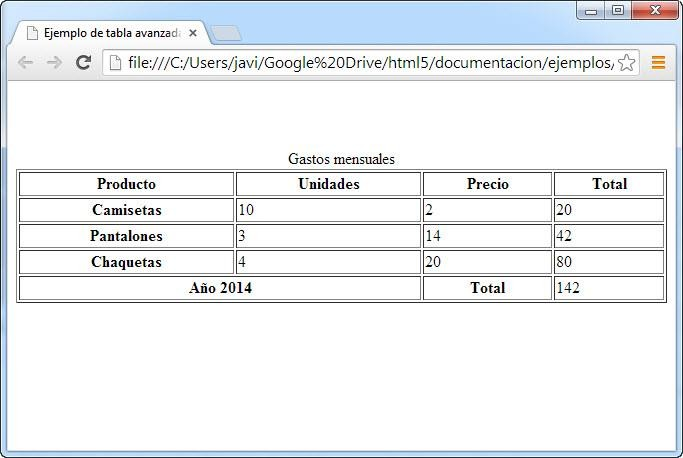 Ejemplo de tabla avanzada
file:///C:/Users/javi/Google%20Drive/html5/documentacion/ejemplos/
Gastos mensuales
Producto Unidades Precio Total
Camisetas 10 2 20
Pantalones 3 14 42
Chaquetas 4 20 80
Año 2014 Total 142